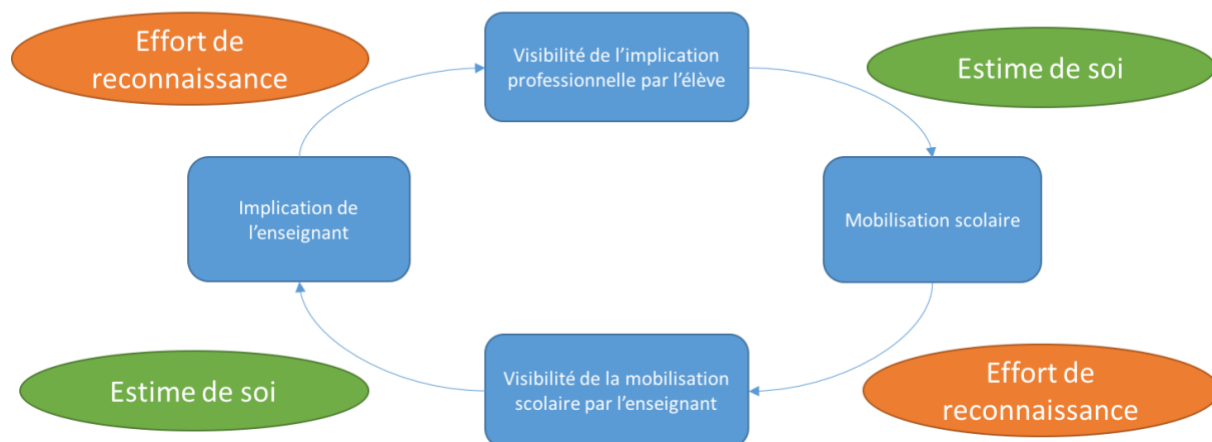 Effort de
reconnaissance
Visibilité de l’implication
professionnelle par l’élève
Estime de soi
Implication de
l’enseignant
Mobilisation scolaire
Estime de soi
Visibilité de la mobilisation
scolaire par l’enseignant
Effort de
reconnaissance